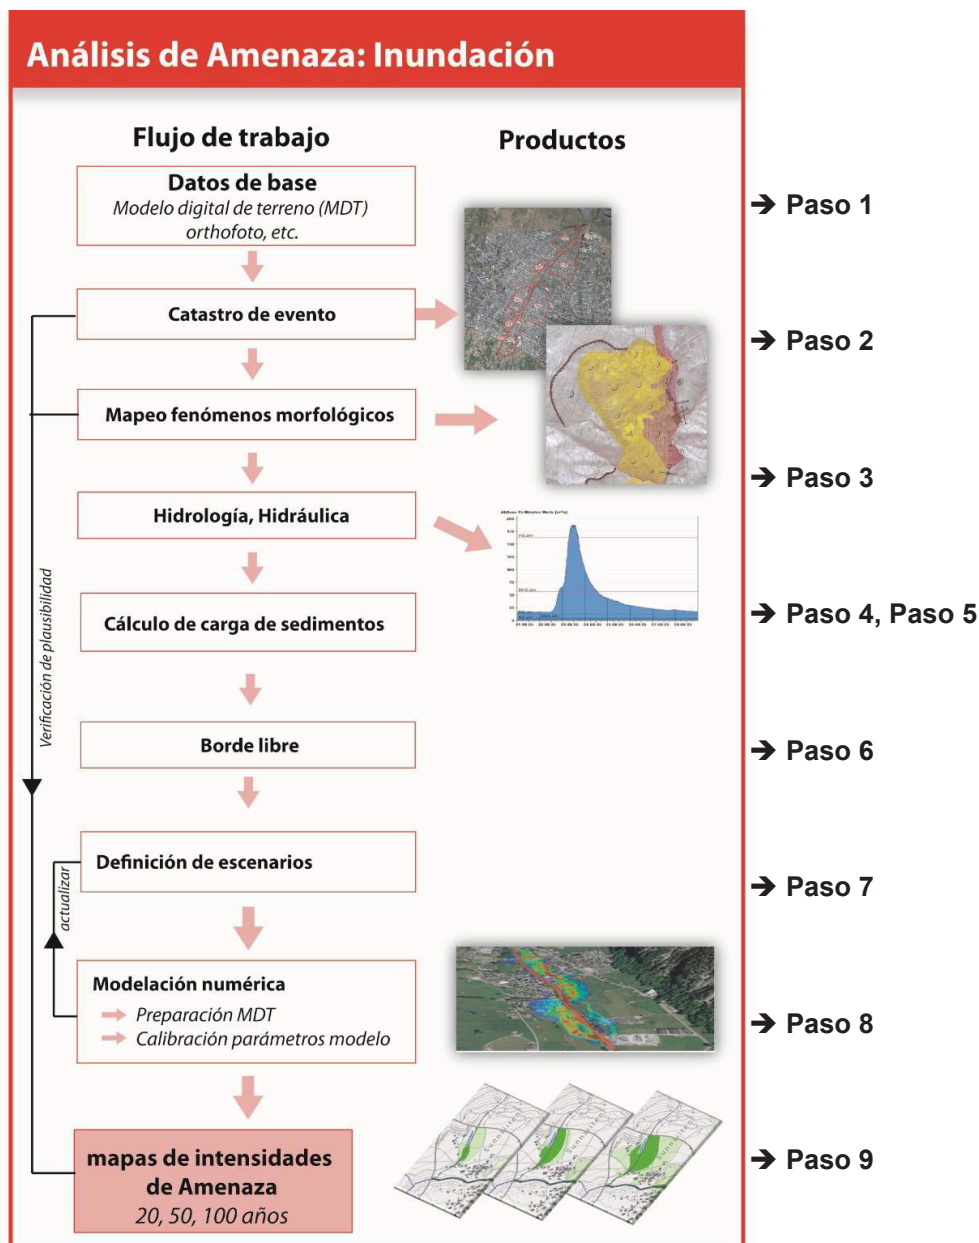 Análisis de Amenaza: Inundación
Flujo de trabajo
Productos
Datos de base
Modelo digital de terreno (MDT)
orthofoto, etc.
➔ Paso 1
Catastro de evento
➔ Paso 2
Mapeo fenómenos morfológicos
➔ Paso 3
Hidrología, Hidráulica
Cálculo de carga de sedimentos
➔ Paso 4, Paso 5
Verificación de plausibilidad
Borde libre
➔ Paso 6
Definición de escenarios
➔ Paso 7
actualizar
Modelación numérica
Preparación MDT
Calibración parámetros modelo
➔ Paso 8
mapas de intensidades
de Amenaza
20, 50, 100 años
➔ Paso 9